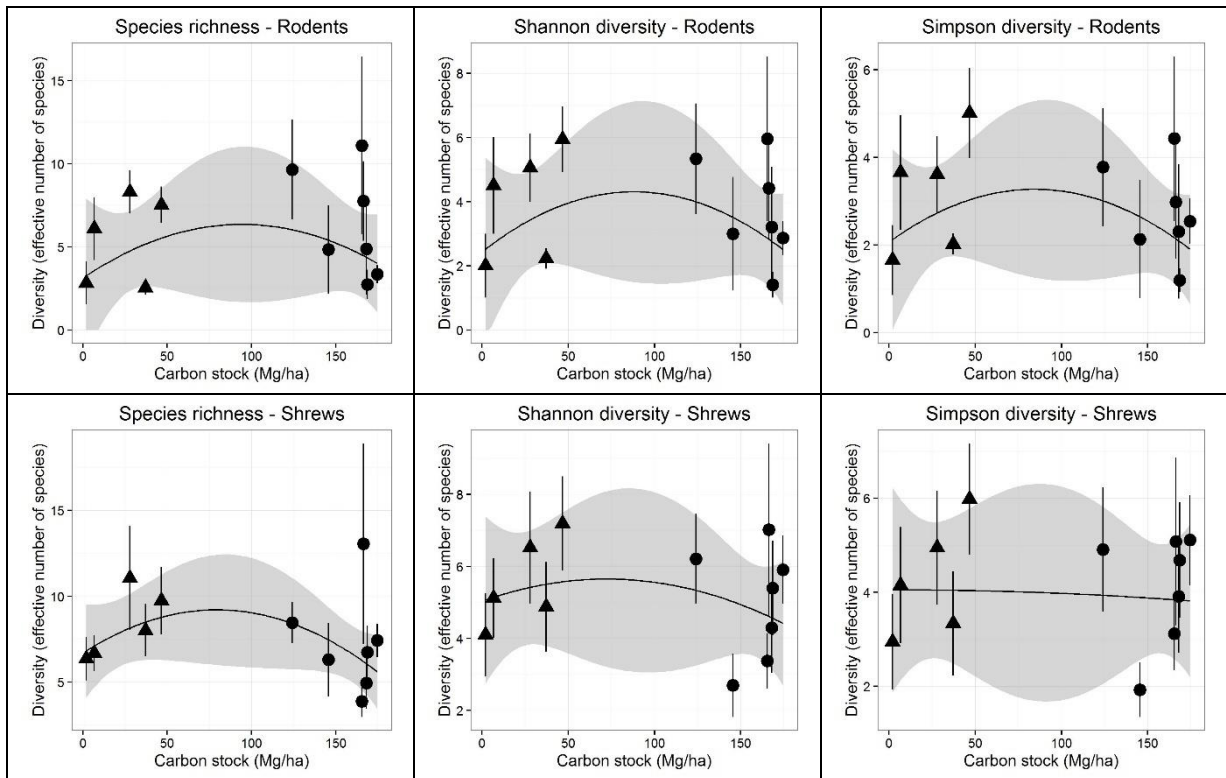 Species richness - Rodents
Diversity (effective number of species)
15
10
5
0
0 50 100 150
Carbon stock (Mg/ha)
Shannon diversity - Rodents
Diversity (effective number of species)
8
6
4
2
0
0 50 100 150
Carbon stock (Mg/ha)
Simpson diversity - Rodents
Diversity (effective number of species)
6
4
2
0
0 50 100 150
Carbon stock (Mg/ha)
Species richness - Shrews
Diversity (effective number of species)
15
10
5
0 50 100 150
Carbon stock (Mg/ha)
Shannon diversity - Shrews
Diversity (effective number of species)
8
6
4
2
0 50 100 150
Carbon stock (Mg/ha)
Simpson diversity - Shrews
Diversity (effective number of species)
6
4
2
0 50 100 150
Carbon stock (Mg/ha)